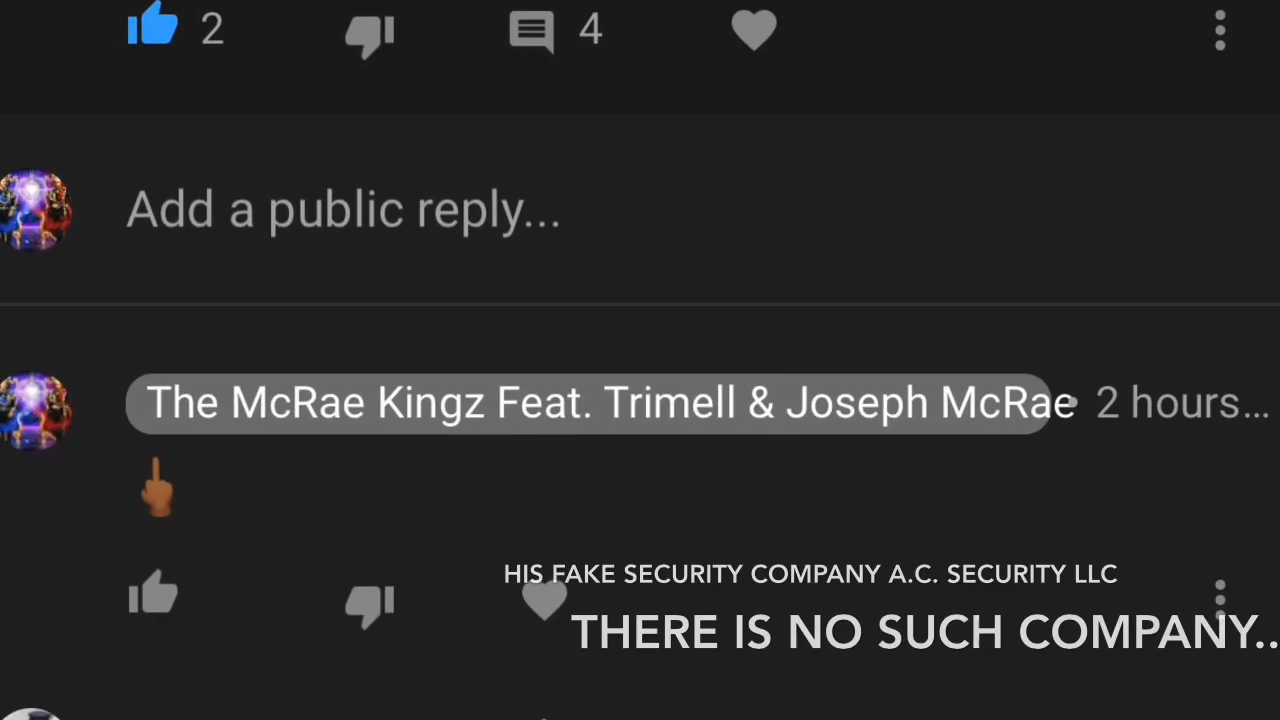 2
4
Add a public reply...
The McRae Kingz Feat. Trimell & Joseph McRae 2 hours...
HIS FAKE SECURITY COMPANY A.C. SECURITY LLC
THERE IS NO SUCH COMPANY..